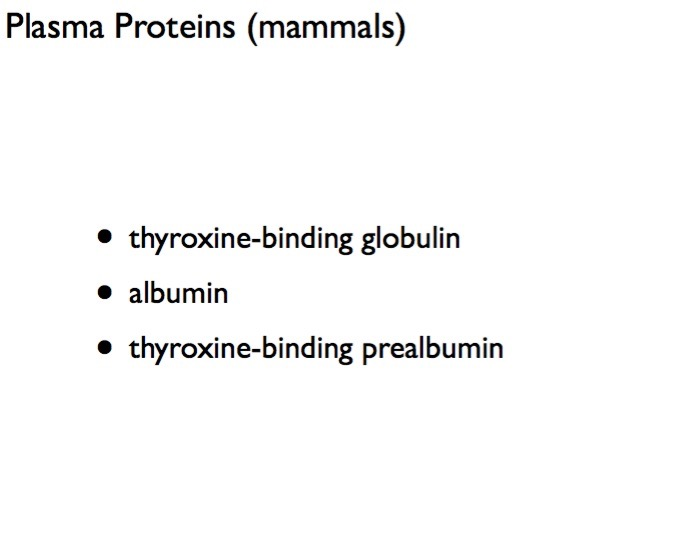 Plasma Proteins (mammals)
• thyroxine-binding globulin
• albumin
• thyroxine-binding prealbumin